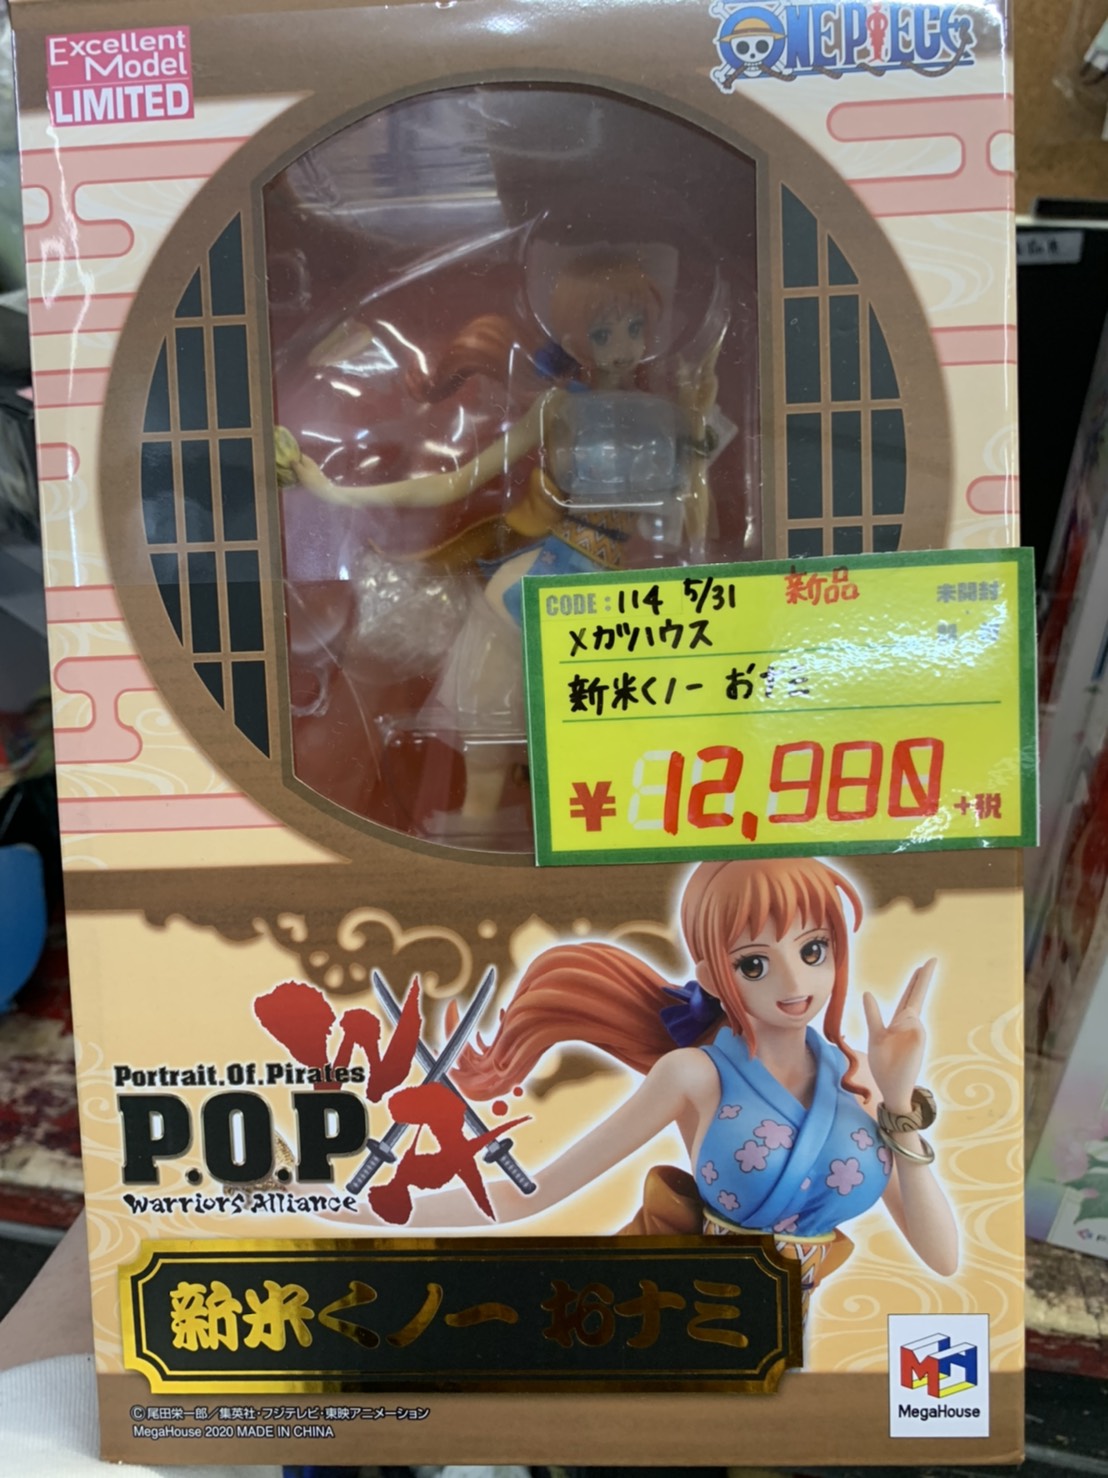 Excellent
Model
LIMITED
ONE PIECE
CODE: 114 5/31 新品 未開封
メガハウス
新米くノ一 おナミ
¥12,980 +税
Portrait.Of.Pirates
P.O.P
Warriors Alliance
新米くノ一 おナミ
© 尾田栄一郎／集英社・フジテレビ・東映アニメーション
MegaHouse 2020 MADE IN CHINA
MegaHouse